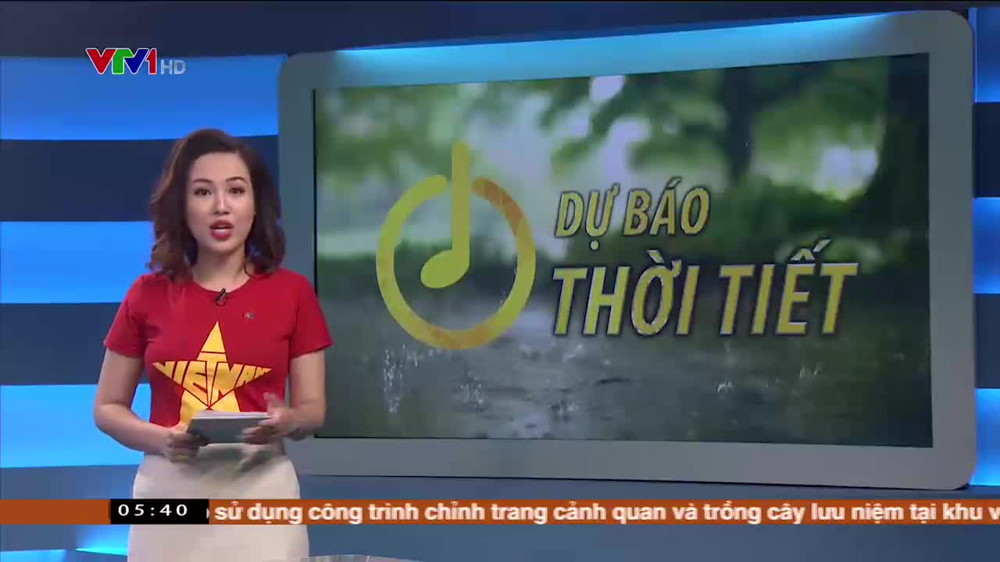 VTV1 HD
DỰ BÁO
THỜI TIẾT
VIETNAM
05:40
sử dụng công trình chỉnh trang cảnh quan và trồng cây lưu niệm tại khu v